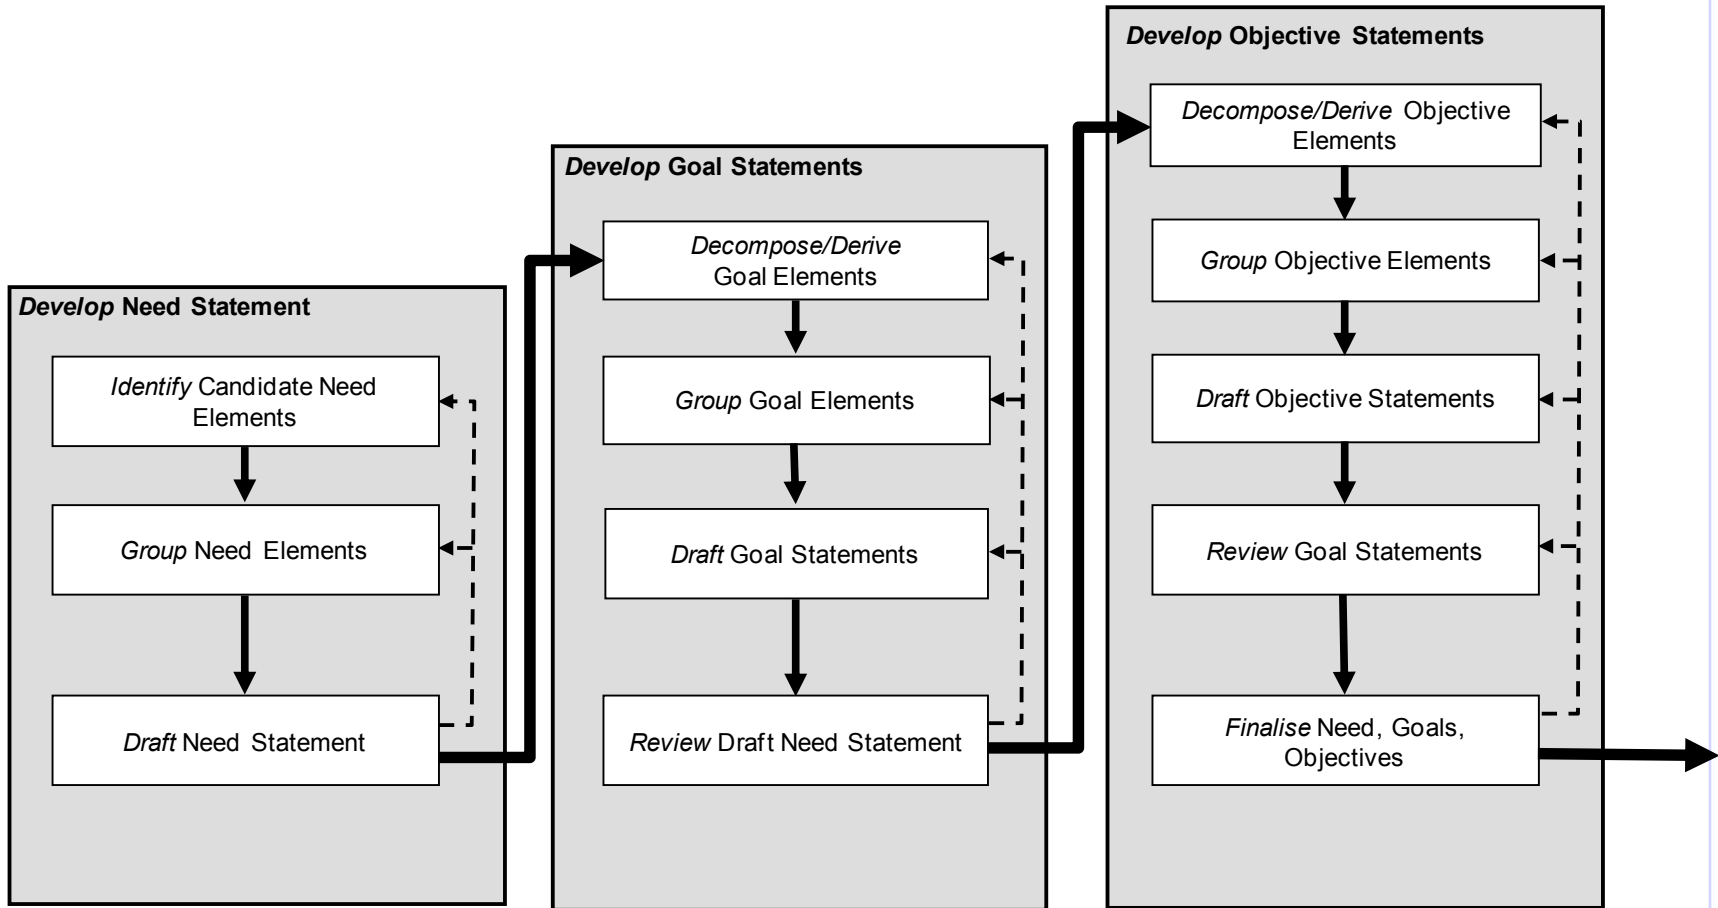 Develop Need Statement
Identify Candidate Need
Elements
Group Need Elements
Draft Need Statement
Develop Goal Statements
Decompose/Derive
Goal Elements
Group Goal Elements
Draft Goal Statements
Review Draft Need Statement
Develop Objective Statements
Decompose/Derive Objective
Elements
Group Objective Elements
Draft Objective Statements
Review Goal Statements
Finalise Need, Goals,
Objectives